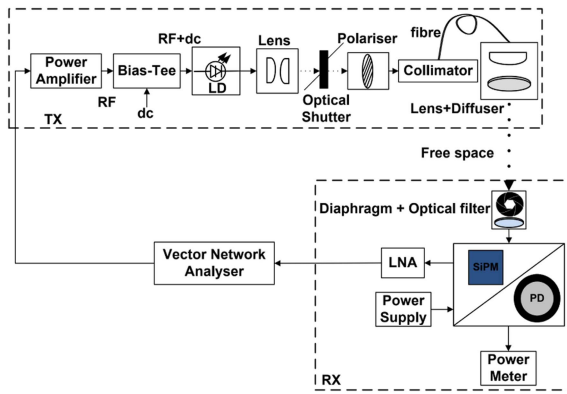 RF+dc
Lens
Polariser
fibre
Power
Amplifier
Bias-Tee
LD
Collimator
RF
dc
Optical
Shutter
Lens+Diffuser
TX
Free space
Diaphragm + Optical filter
Vector Network
Analyser
LNA
SiPM
PD
Power
Supply
Power
Meter
RX